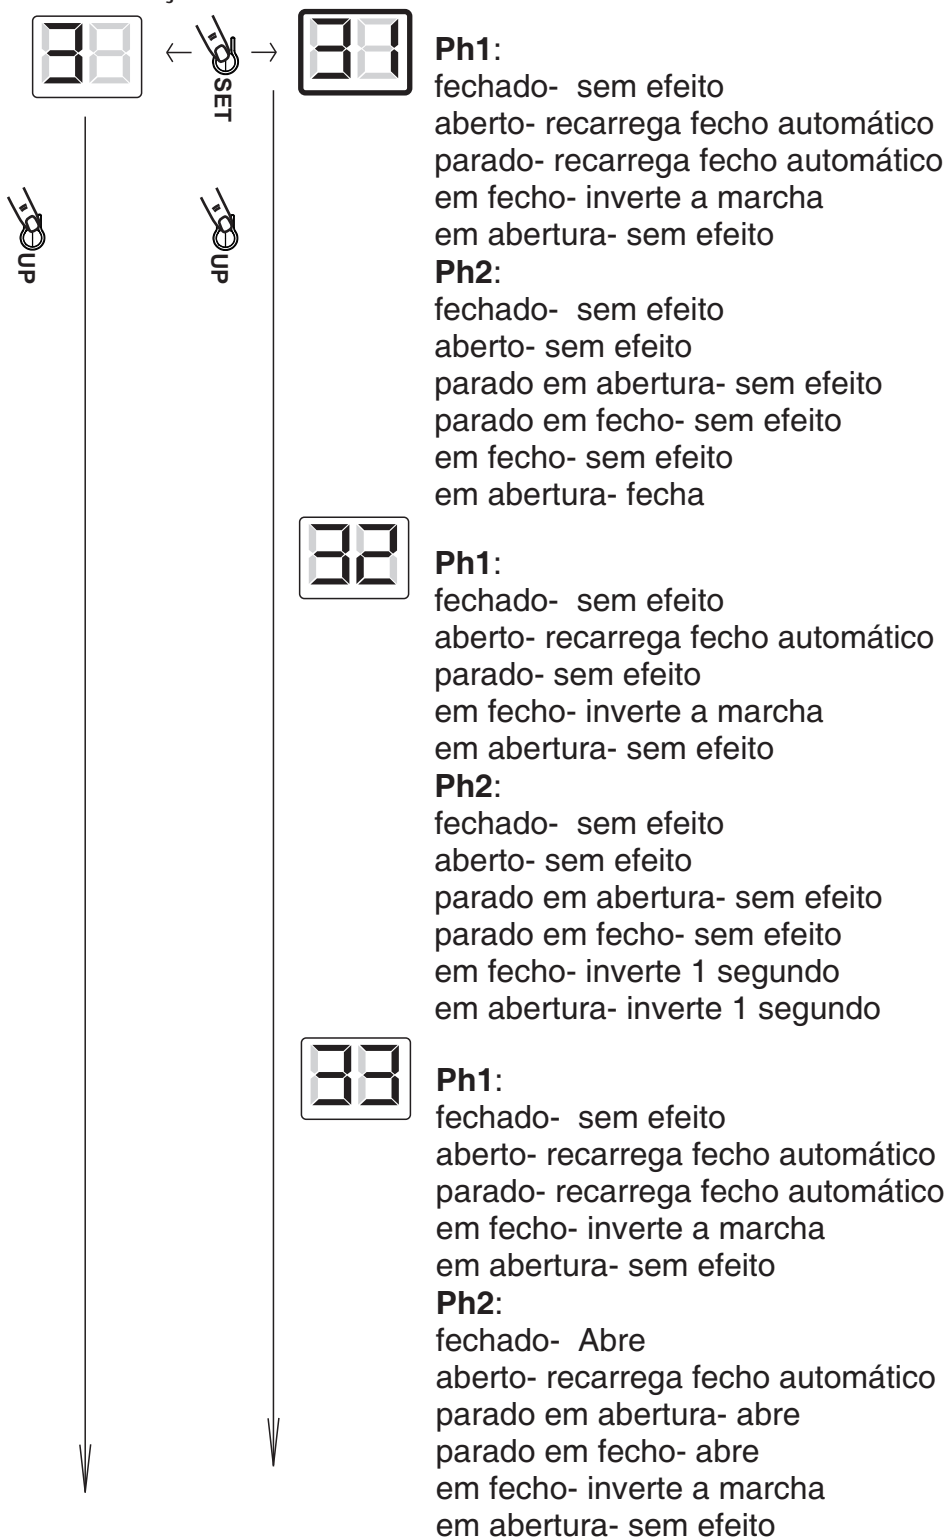 3 SET 31
UP UP
Ph1:
fechado- sem efeito
aberto- recarrega fecho automático
parado- recarrega fecho automático
em fecho- inverte a marcha
em abertura- sem efeito
Ph2:
fechado- sem efeito
aberto- sem efeito
parado em abertura- sem efeito
parado em fecho- sem efeito
em fecho- sem efeito
em abertura- fecha
32
Ph1:
fechado- sem efeito
aberto- recarrega fecho automático
parado- sem efeito
em fecho- inverte a marcha
em abertura- sem efeito
Ph2:
fechado- sem efeito
aberto- sem efeito
parado em abertura- sem efeito
parado em fecho- sem efeito
em fecho- inverte 1 segundo
em abertura- inverte 1 segundo
33
Ph1:
fechado- sem efeito
aberto- recarrega fecho automático
parado- recarrega fecho automático
em fecho- inverte a marcha
em abertura- sem efeito
Ph2:
fechado- Abre
aberto- recarrega fecho automático
parado em abertura- abre
parado em fecho- abre
em fecho- inverte a marcha
em abertura- sem efeito